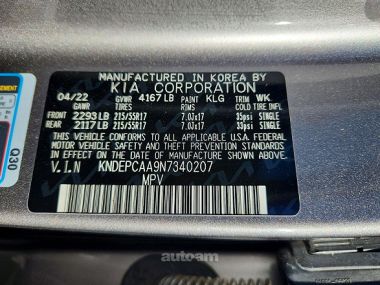 MANUFACTURED IN KOREA BY
KIA CORPORATION
04/22 GVWR 4167 LB PAINT KLG TRIM WK
TIRES RIMS COLD TIRE INFL
FRONT 2293 LB 215/55R17 7.0Jx17 35psi SINGLE
REAR 2117 LB 215/55R17 7.0Jx17 33psi SINGLE
THIS VEHICLE CONFORMS TO ALL APPLICABLE U.S.A. FEDERAL
MOTOR VEHICLE SAFETY AND THEFT PREVENTION STANDARDS
IN EFFECT ON THE DATE OF MANUFACTURE SHOWN ABOVE.
V.I.N KNDEPCAA9N7340207
MPV
Q30
autoam